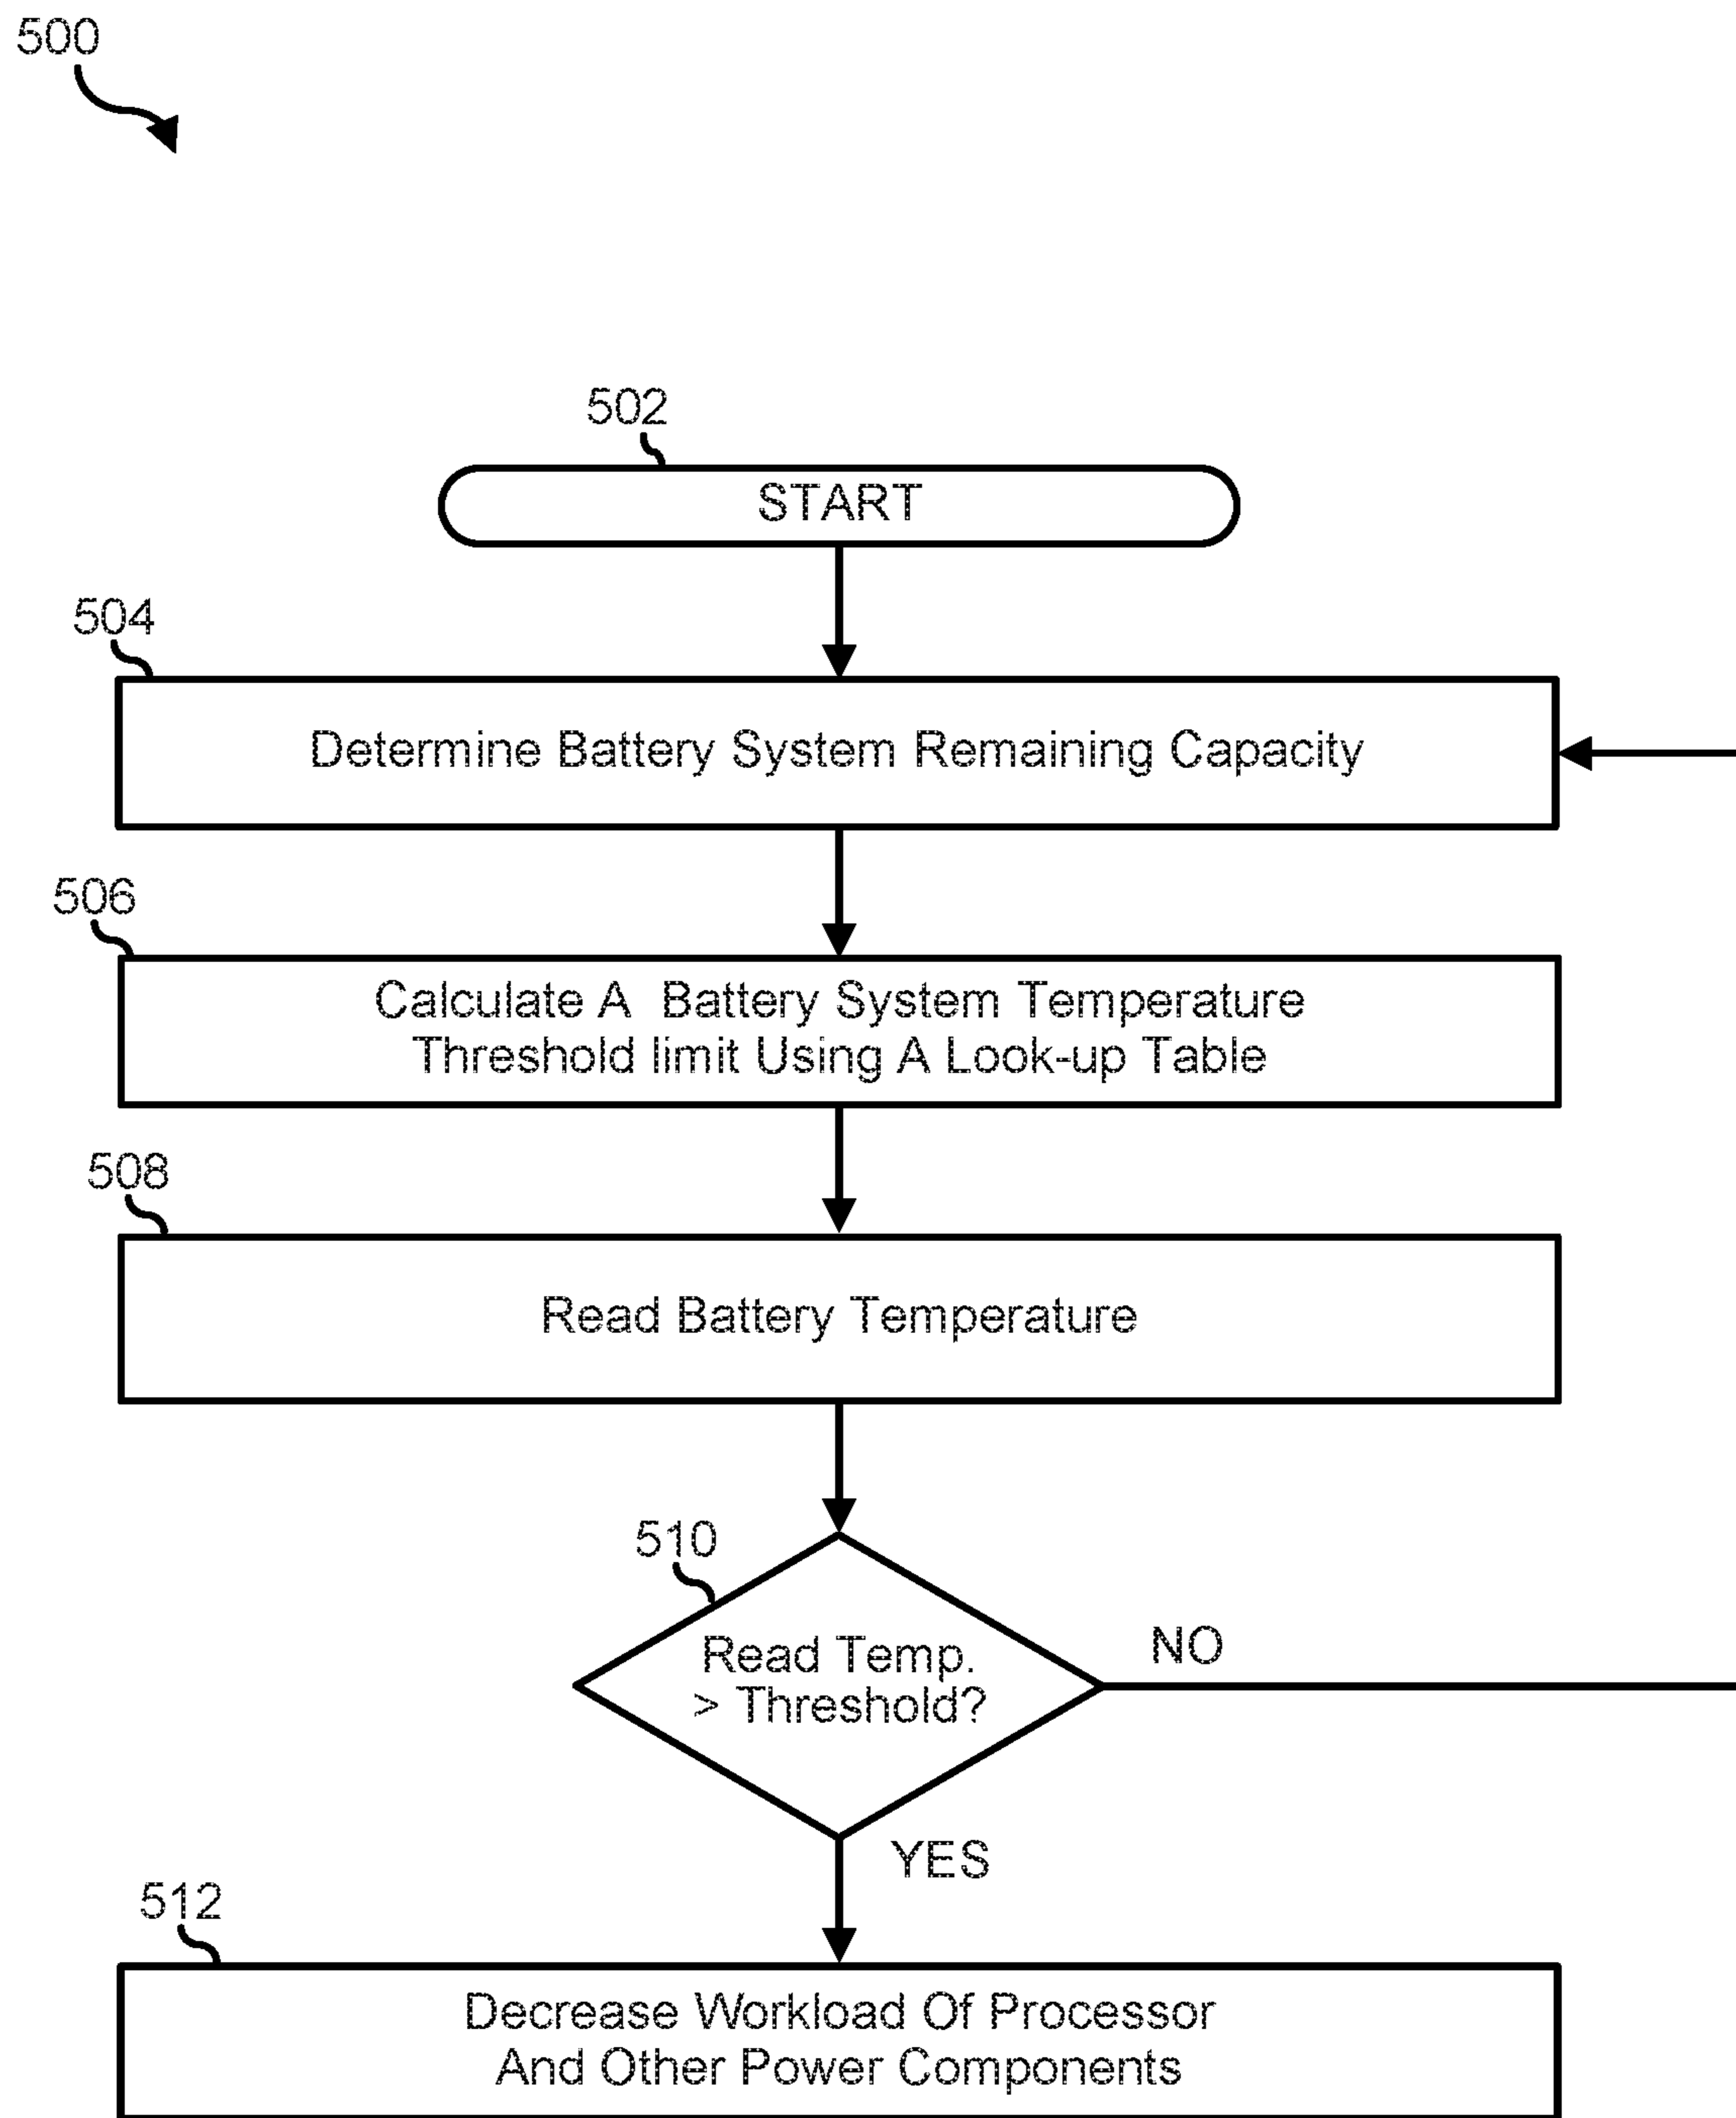 500
502
START
504
Determine Battery System Remaining Capacity
506
Calculate A Battery System Temperature
Threshold limit Using A Look-up Table
508
Read Battery Temperature
510
Read Temp.
> Threshold?
NO
YES
512
Decrease Workload Of Processor
And Other Power Components